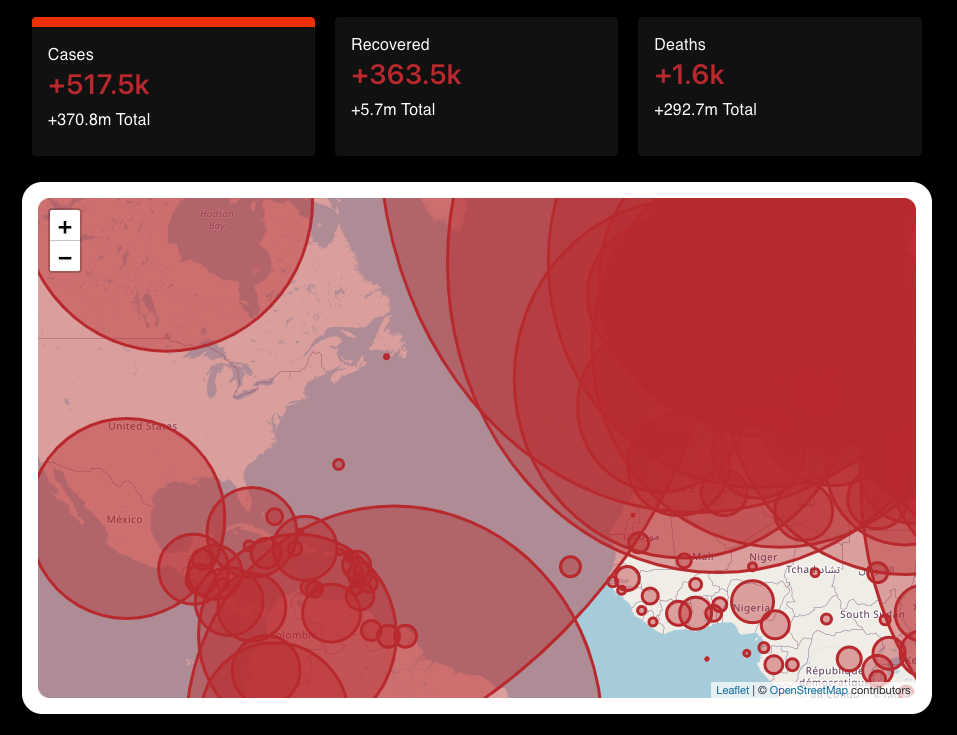 Cases
+517.5k
+370.8m Total
Recovered
+363.5k
+5.7m Total
Deaths
+1.6k
+292.7m Total
+
−
Hudson
Bay
United States
México
Mali
Niger
Tchad تشاد
Nigeria
South Sudan
République
démocratique
Leaflet | © OpenStreetMap contributors